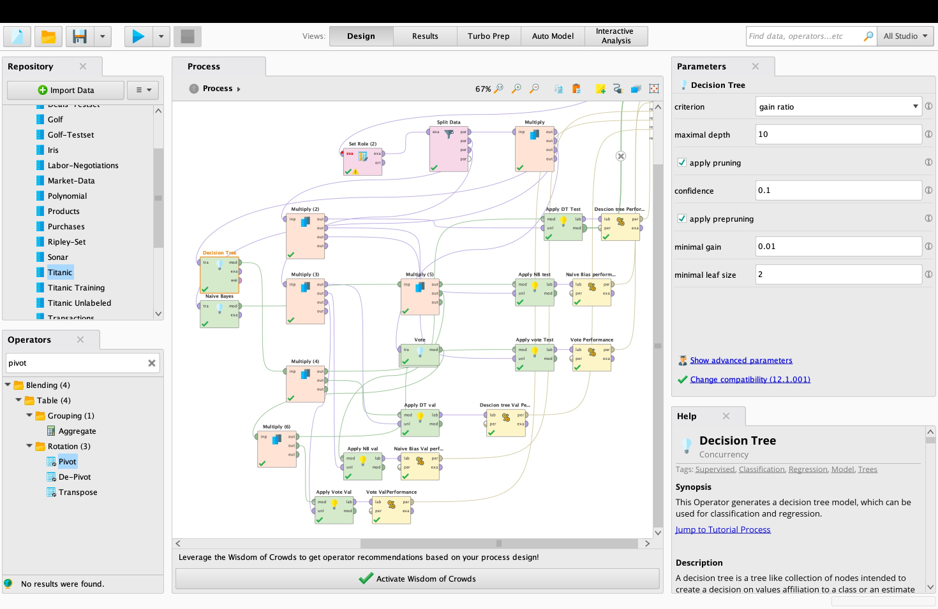 Views:
Design
Results
Turbo Prep
Auto Model
Interactive
Analysis
Find data, operators...etc
All Studio
Repository
Import Data
Golf
Golf-Testset
Iris
Labor-Negotiations
Market-Data
Polynomial
Products
Purchases
Ripley-Set
Sonar
Titanic
Titanic Training
Titanic Unlabeled
Transactions
Operators
pivot
Blending (4)
Table (4)
Grouping (1)
Aggregate
Rotation (3)
Pivot
De-Pivot
Transpose
No results were found.
Process
Process
67%
Set Role (2)
Split Data
Multiply
Multiply (2)
Apply DT Test
Descion tree Perfor...
Decision Tree
Naive Bayes
Multiply (3)
Multiply (5)
Apply NB test
Naive Bias perform...
Vote
Apply vote Test
Vote Performance
Multiply (4)
Apply DT val
Descion tree Val Pe...
Multiply (6)
Apply NB val
Naive Bias Val perf...
Apply Vote Val
Vote ValPerformance
Leverage the Wisdom of Crowds to get operator recommendations based on your process design!
Activate Wisdom of Crowds
Parameters
Decision Tree
criterion
gain ratio
maximal depth
10
apply pruning
confidence
0.1
apply prepruning
minimal gain
0.01
minimal leaf size
2
Show advanced parameters
Change compatibility (12.1.001)
Help
Decision Tree
Concurrency
Tags: Supervised, Classification, Regression, Model, Trees
Synopsis
This Operator generates a decision tree model, which can be
used for classification and regression.
Jump to Tutorial Process
Description
A decision tree is a tree like collection of nodes intended to
create a decision on values affiliation to a class or an estimate